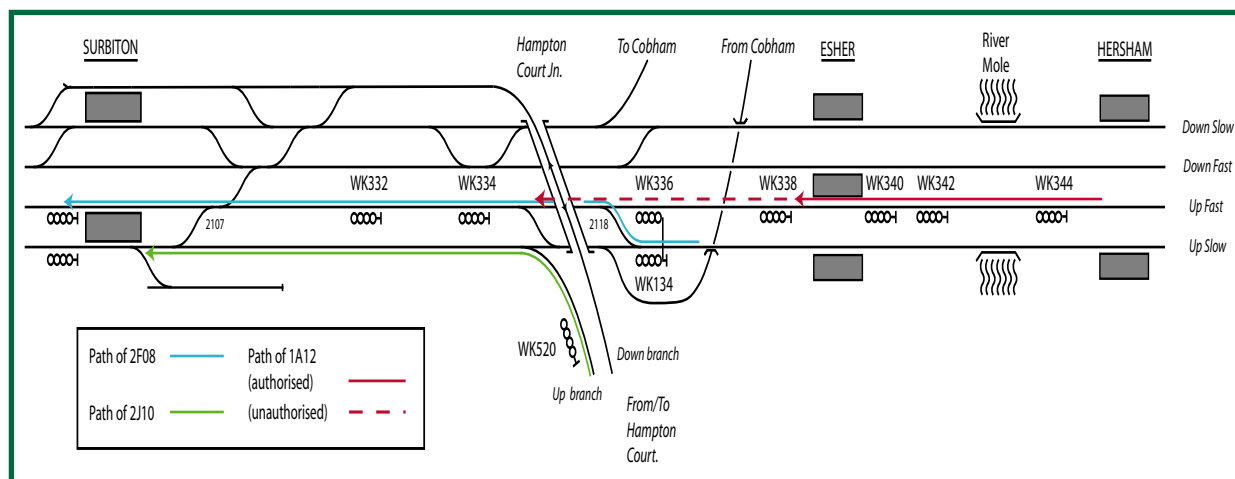 SURBITON
Hampton
Court Jn.
To Cobham
From Cobham
ESHER
River
Mole
HERSHAM
Down Slow
Down Fast
WK332
WK334
WK336
WK338
WK340
WK342
WK344
Up Fast
2107
2118
Up Slow
WK134
WK520
Down branch
Up branch
From/To
Hampton
Court.
Path of 2F08
Path of 1A12
(authorised)
Path of 2J10
(unauthorised)